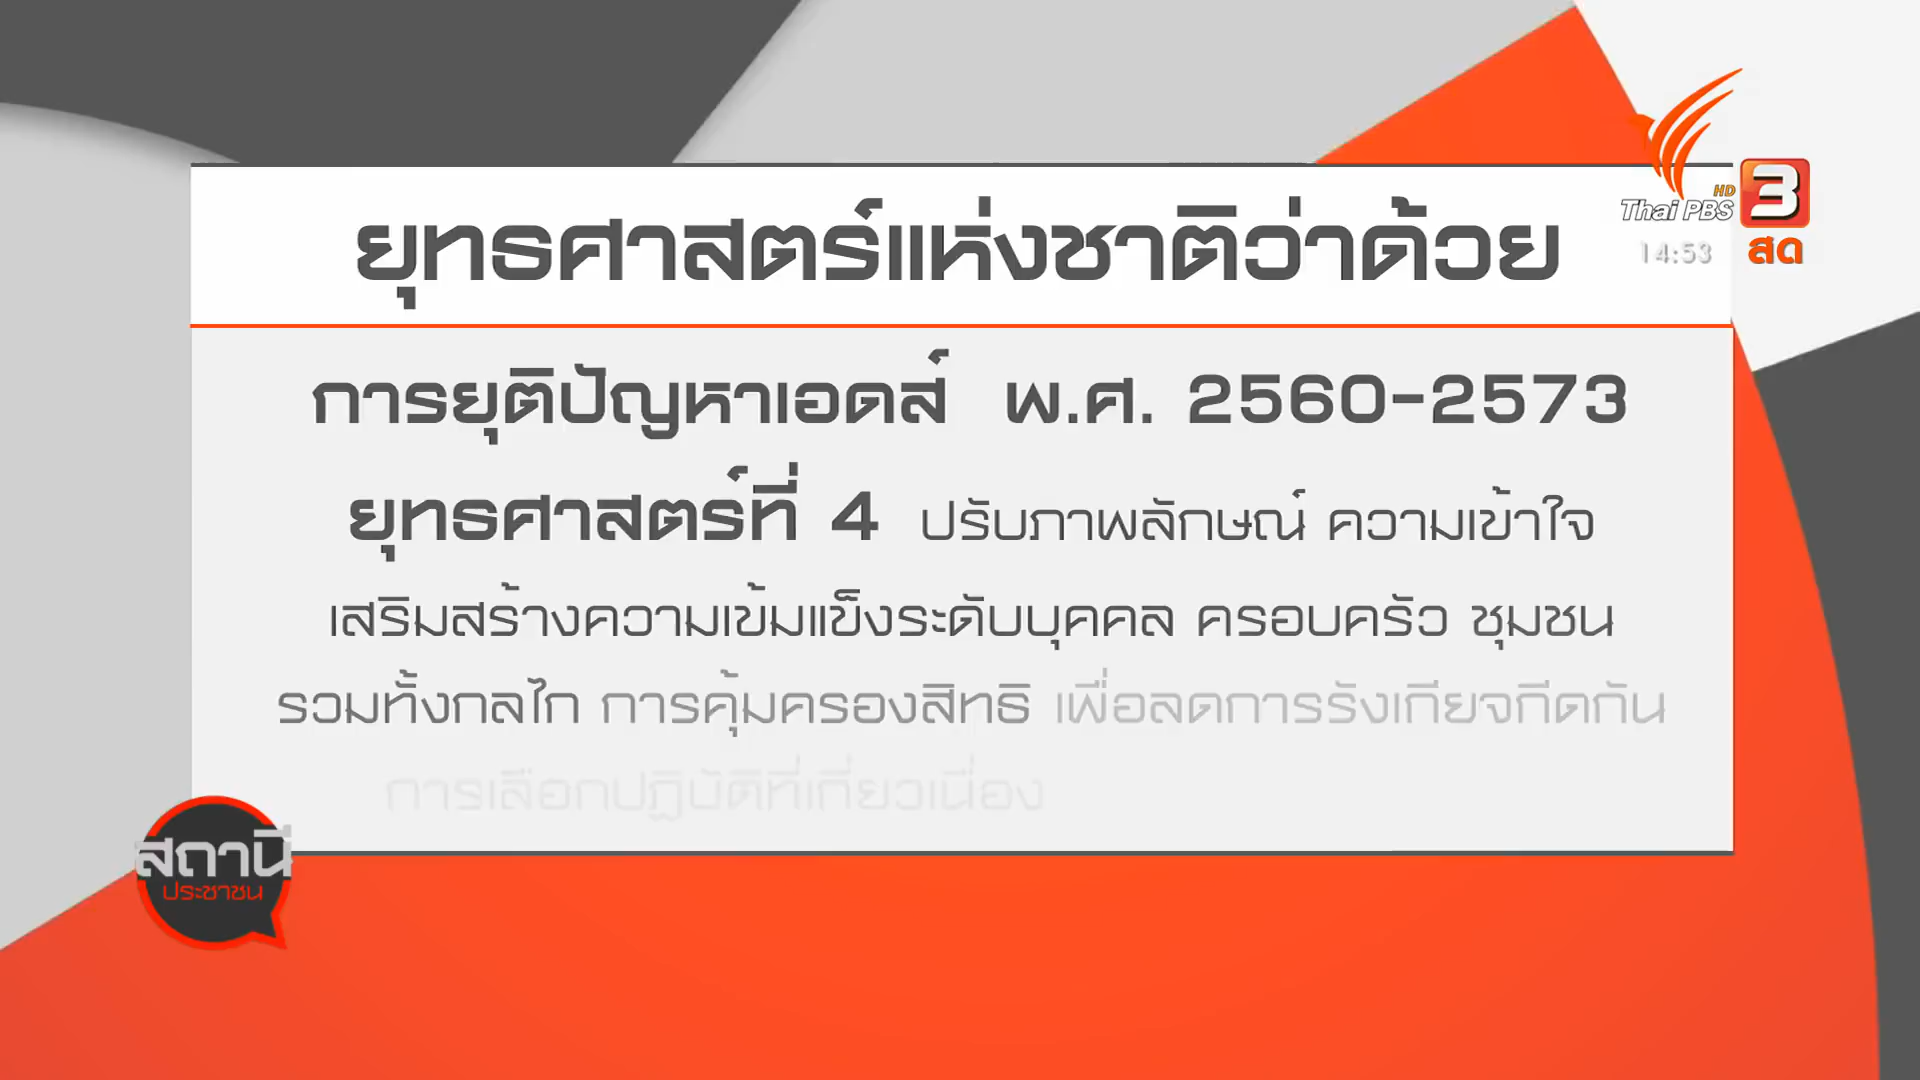 ยุทธศาสตร์แห่งชาติว่าด้วย
HD
Thai PBS
3
14:53
สด
การยุติปัญหาเอดส์ พ.ศ. 2560-2573
ยุทธศาสตร์ที่ 4 ปรับภาพลักษณ์ ความเข้าใจ
เสริมสร้างความเข้มแข็งระดับบุคคล ครอบครัว ชุมชน
รวมทั้งกลไก การคุ้มครองสิทธิ เพื่อลดการรังเกียจกีดกัน
การเลือกปฏิบัติที่เกี่ยวเนื่อง
สถานี
ประชาชน